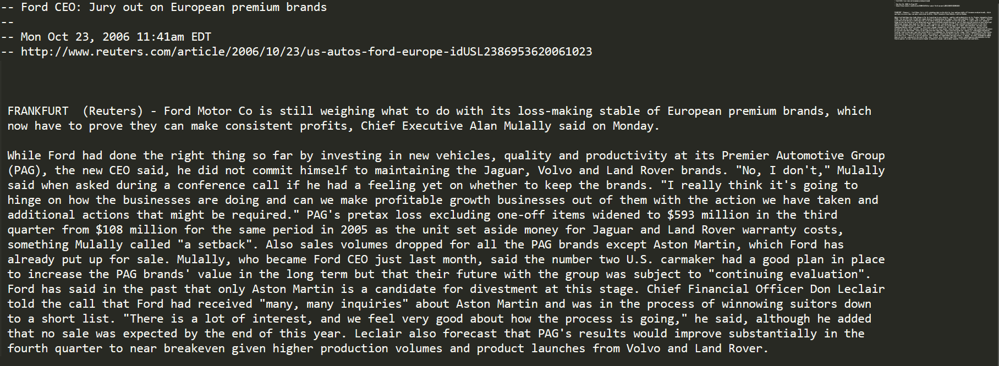 -- Ford CEO: Jury out on European premium brands
--
-- Mon Oct 23, 2006 11:41am EDT
-- http://www.reuters.com/article/2006/10/23/us-autos-ford-europe-idUSL2386953620061023
FRANKFURT  (Reuters) - Ford Motor Co is still weighing what to do with its loss-making stable of European premium brands, which
now have to prove they can make consistent profits, Chief Executive Alan Mulally said on Monday.
While Ford had done the right thing so far by investing in new vehicles, quality and productivity at its Premier Automotive Group
(PAG), the new CEO said, he did not commit himself to maintaining the Jaguar, Volvo and Land Rover brands. "No, I don't," Mulally
said when asked during a conference call if he had a feeling yet on whether to keep the brands. "I really think it's going to
hinge on how the businesses are doing and can we make profitable growth businesses out of them with the action we have taken and
additional actions that might be required." PAG's pretax loss excluding one-off items widened to $593 million in the third
quarter from $108 million for the same period in 2005 as the unit set aside money for Jaguar and Land Rover warranty costs,
something Mulally called "a setback". Also sales volumes dropped for all the PAG brands except Aston Martin, which Ford has
already put up for sale. Mulally, who became Ford CEO just last month, said the number two U.S. carmaker had a good plan in place
to increase the PAG brands' value in the long term but that their future with the group was subject to "continuing evaluation".
Ford has said in the past that only Aston Martin is a candidate for divestment at this stage. Chief Financial Officer Don Leclair
told the call that Ford had received "many, many inquiries" about Aston Martin and was in the process of winnowing suitors down
to a short list. "There is a lot of interest, and we feel very good about how the process is going," he said, although he added
that no sale was expected by the end of this year. Leclair also forecast that PAG's results would improve substantially in the
fourth quarter to near breakeven given higher production volumes and product launches from Volvo and Land Rover.